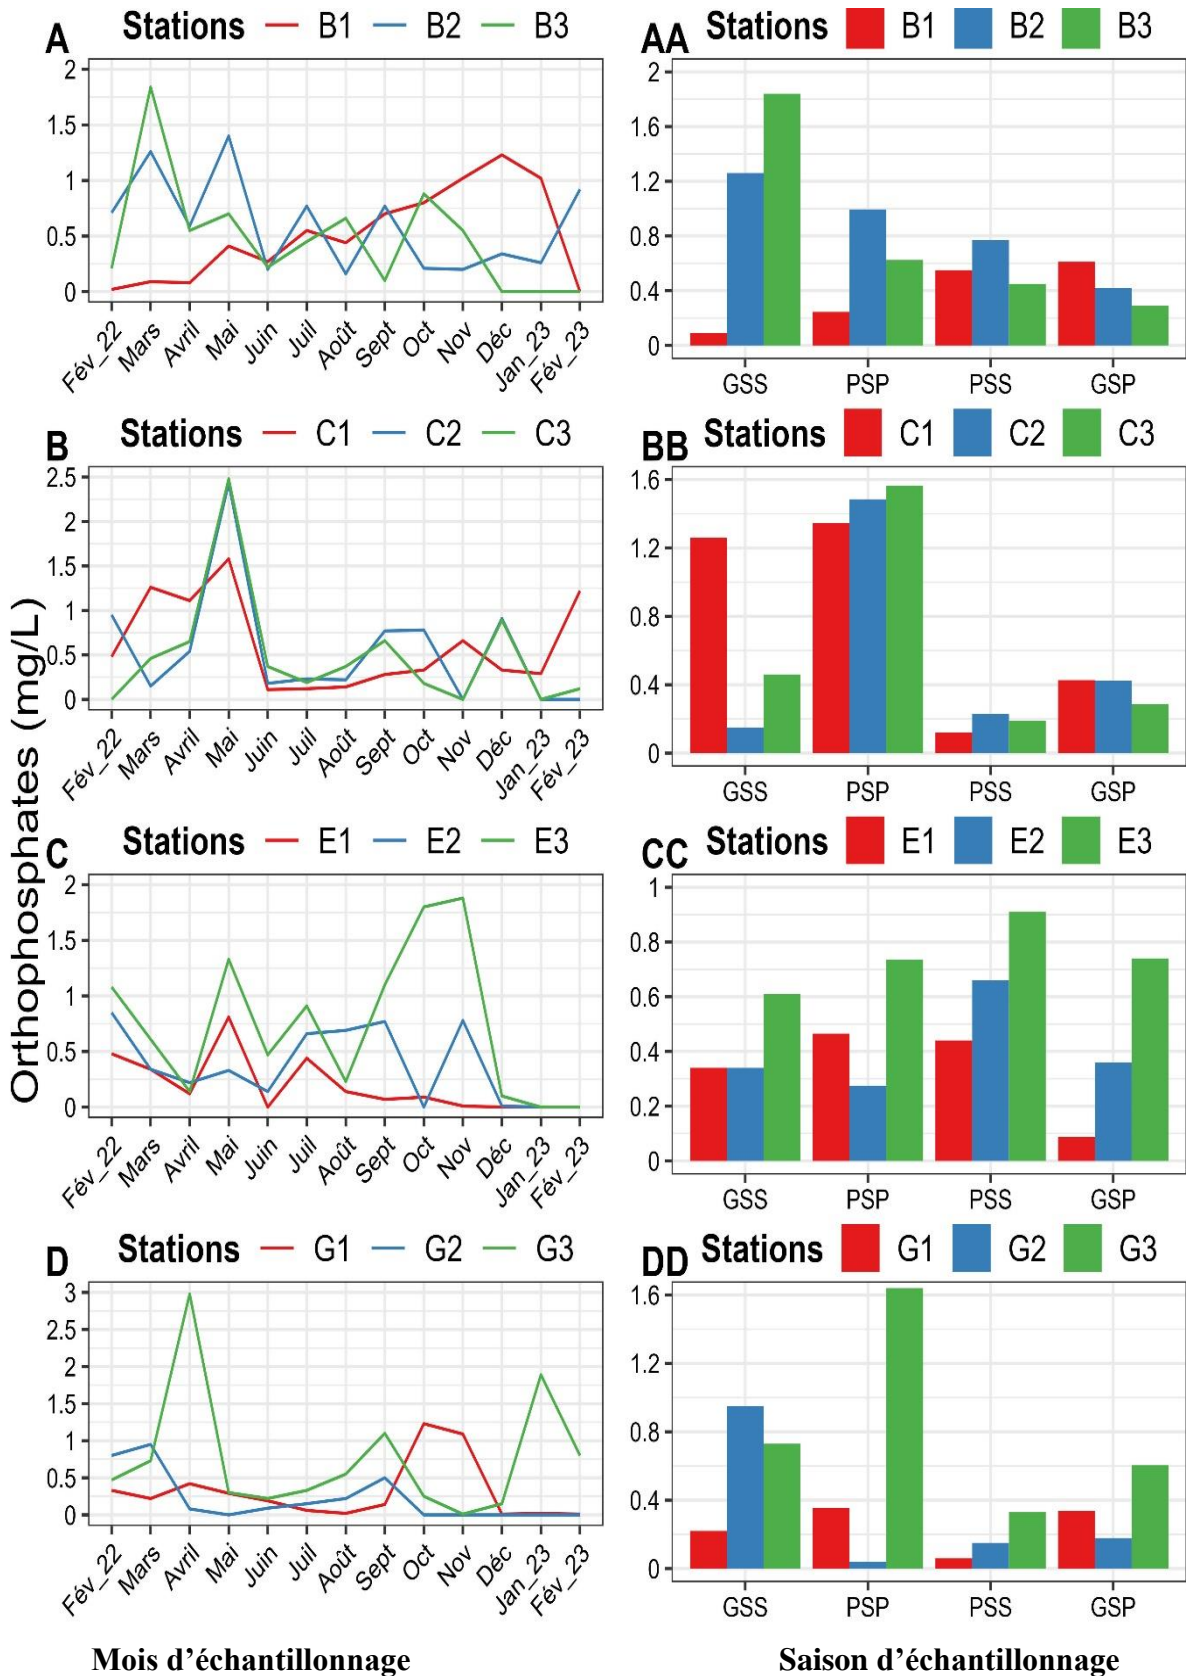 Orthophosphates (mg/L)
A Stations B1 B2 B3
2
1.5
1
0.5
0
Fév_22 Mars Avril Mai Juin Juil Août Sept Oct Nov Déc Jan_23 Fév_23
AA Stations B1 B2 B3
2
1.6
1.2
0.8
0.4
0
GSS PSP PSS GSP
B Stations C1 C2 C3
2.5
2
1.5
1
0.5
0
Fév_22 Mars Avril Mai Juin Juil Août Sept Oct Nov Déc Jan_23 Fév_23
BB Stations C1 C2 C3
1.6
1.2
0.8
0.4
0
GSS PSP PSS GSP
C Stations E1 E2 E3
2
1.5
1
0.5
0
Fév_22 Mars Avril Mai Juin Juil Août Sept Oct Nov Déc Jan_23 Fév_23
CC Stations E1 E2 E3
1
0.8
0.6
0.4
0.2
0
GSS PSP PSS GSP
D Stations G1 G2 G3
3
2.5
2
1.5
1
0.5
0
Fév_22 Mars Avril Mai Juin Juil Août Sept Oct Nov Déc Jan_23 Fév_23
DD Stations G1 G2 G3
1.6
1.2
0.8
0.4
0
GSS PSP PSS GSP
Mois d’échantillonnage
Saison d’échantillonnage